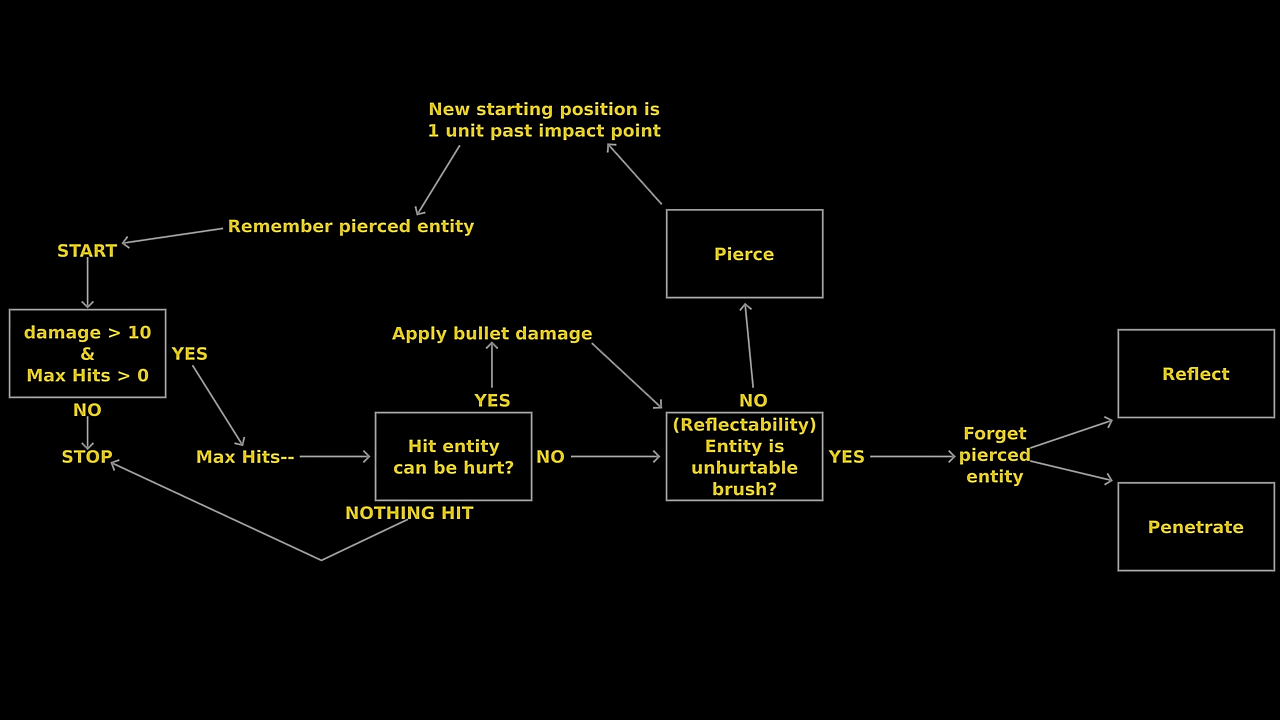 New starting position is
1 unit past impact point
Remember pierced entity
START
Pierce
damage > 10
&
Max Hits > 0
YES
NO
STOP
Max Hits--
Apply bullet damage
YES
Hit entity
can be hurt?
NO
NOTHING HIT
NO
(Reflectability)
Entity is
unhurtable
brush?
YES
Forget
pierced
entity
Reflect
Penetrate